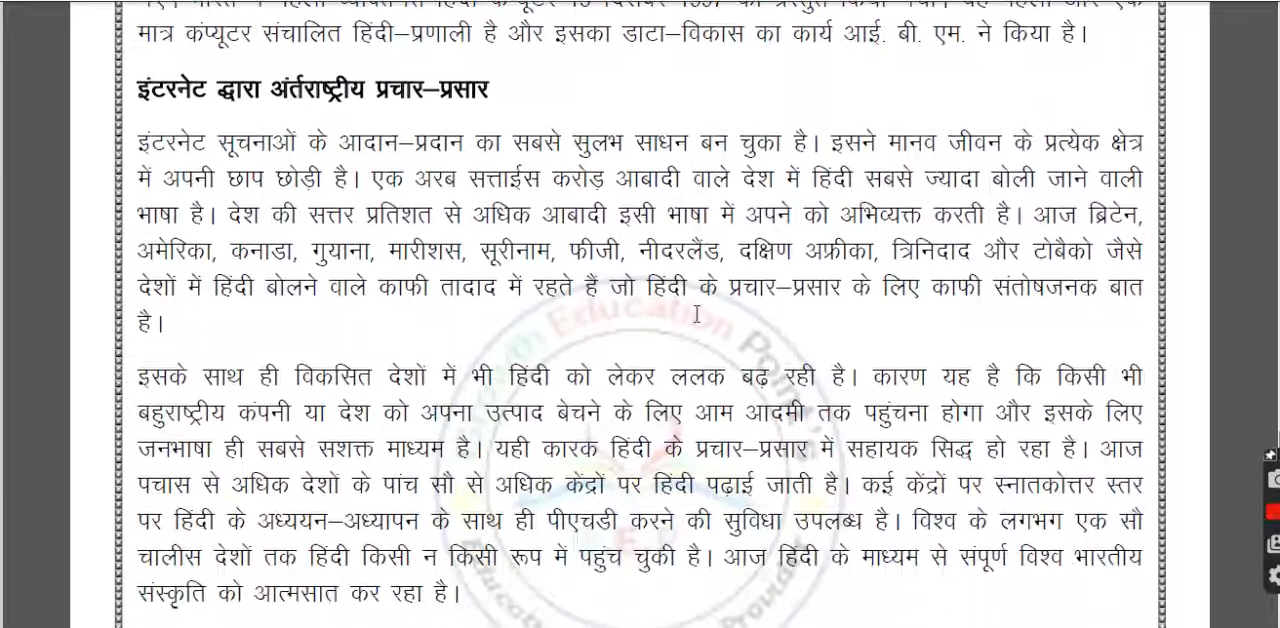 मात्र कंप्यूटर संचालित हिंदी–प्रणाली है और इसका डाटा–विकास का कार्य आई. बी. एम. ने किया है।
इंटरनेट द्वारा अंर्तराष्ट्रीय प्रचार–प्रसार
इंटरनेट सूचनाओं के आदान–प्रदान का सबसे सुलभ साधन बन चुका है। इसने मानव जीवन के प्रत्येक क्षेत्र
में अपनी छाप छोड़ी है। एक अरब सत्ताईस करोड़ आबादी वाले देश में हिंदी सबसे ज्यादा बोली जाने वाली
भाषा है। देश की सत्तर प्रतिशत से अधिक आबादी इसी भाषा में अपने को अभिव्यक्त करती है। आज ब्रिटेन,
अमेरिका, कनाडा, गुयाना, मारीशस, सूरीनाम, फीजी, नीदरलैंड, दक्षिण अफ्रीका, त्रिनिदाद और टोबैको जैसे
देशों में हिंदी बोलने वाले काफी तादाद में रहते हैं जो हिंदी के प्रचार–प्रसार के लिए काफी संतोषजनक बात
है।
इसके साथ ही विकसित देशों में भी हिंदी को लेकर ललक बढ़ रही है। कारण यह है कि किसी भी
बहुराष्ट्रीय कंपनी या देश को अपना उत्पाद बेचने के लिए आम आदमी तक पहुंचना होगा और इसके लिए
जनभाषा ही सबसे सशक्त माध्यम है। यही कारक हिंदी के प्रचार–प्रसार में सहायक सिद्ध हो रहा है। आज
पचास से अधिक देशों के पांच सौ से अधिक केंद्रों पर हिंदी पढ़ाई जाती है। कई केंद्रों पर स्नातकोत्तर स्तर
पर हिंदी के अध्ययन–अध्यापन के साथ ही पीएचडी करने की सुविधा उपलब्ध है। विश्व के लगभग एक सौ
चालीस देशों तक हिंदी किसी न किसी रूप में पहुंच चुकी है। आज हिंदी के माध्यम से संपूर्ण विश्व भारतीय
संस्कृति को आत्मसात कर रहा है।
Education Point's